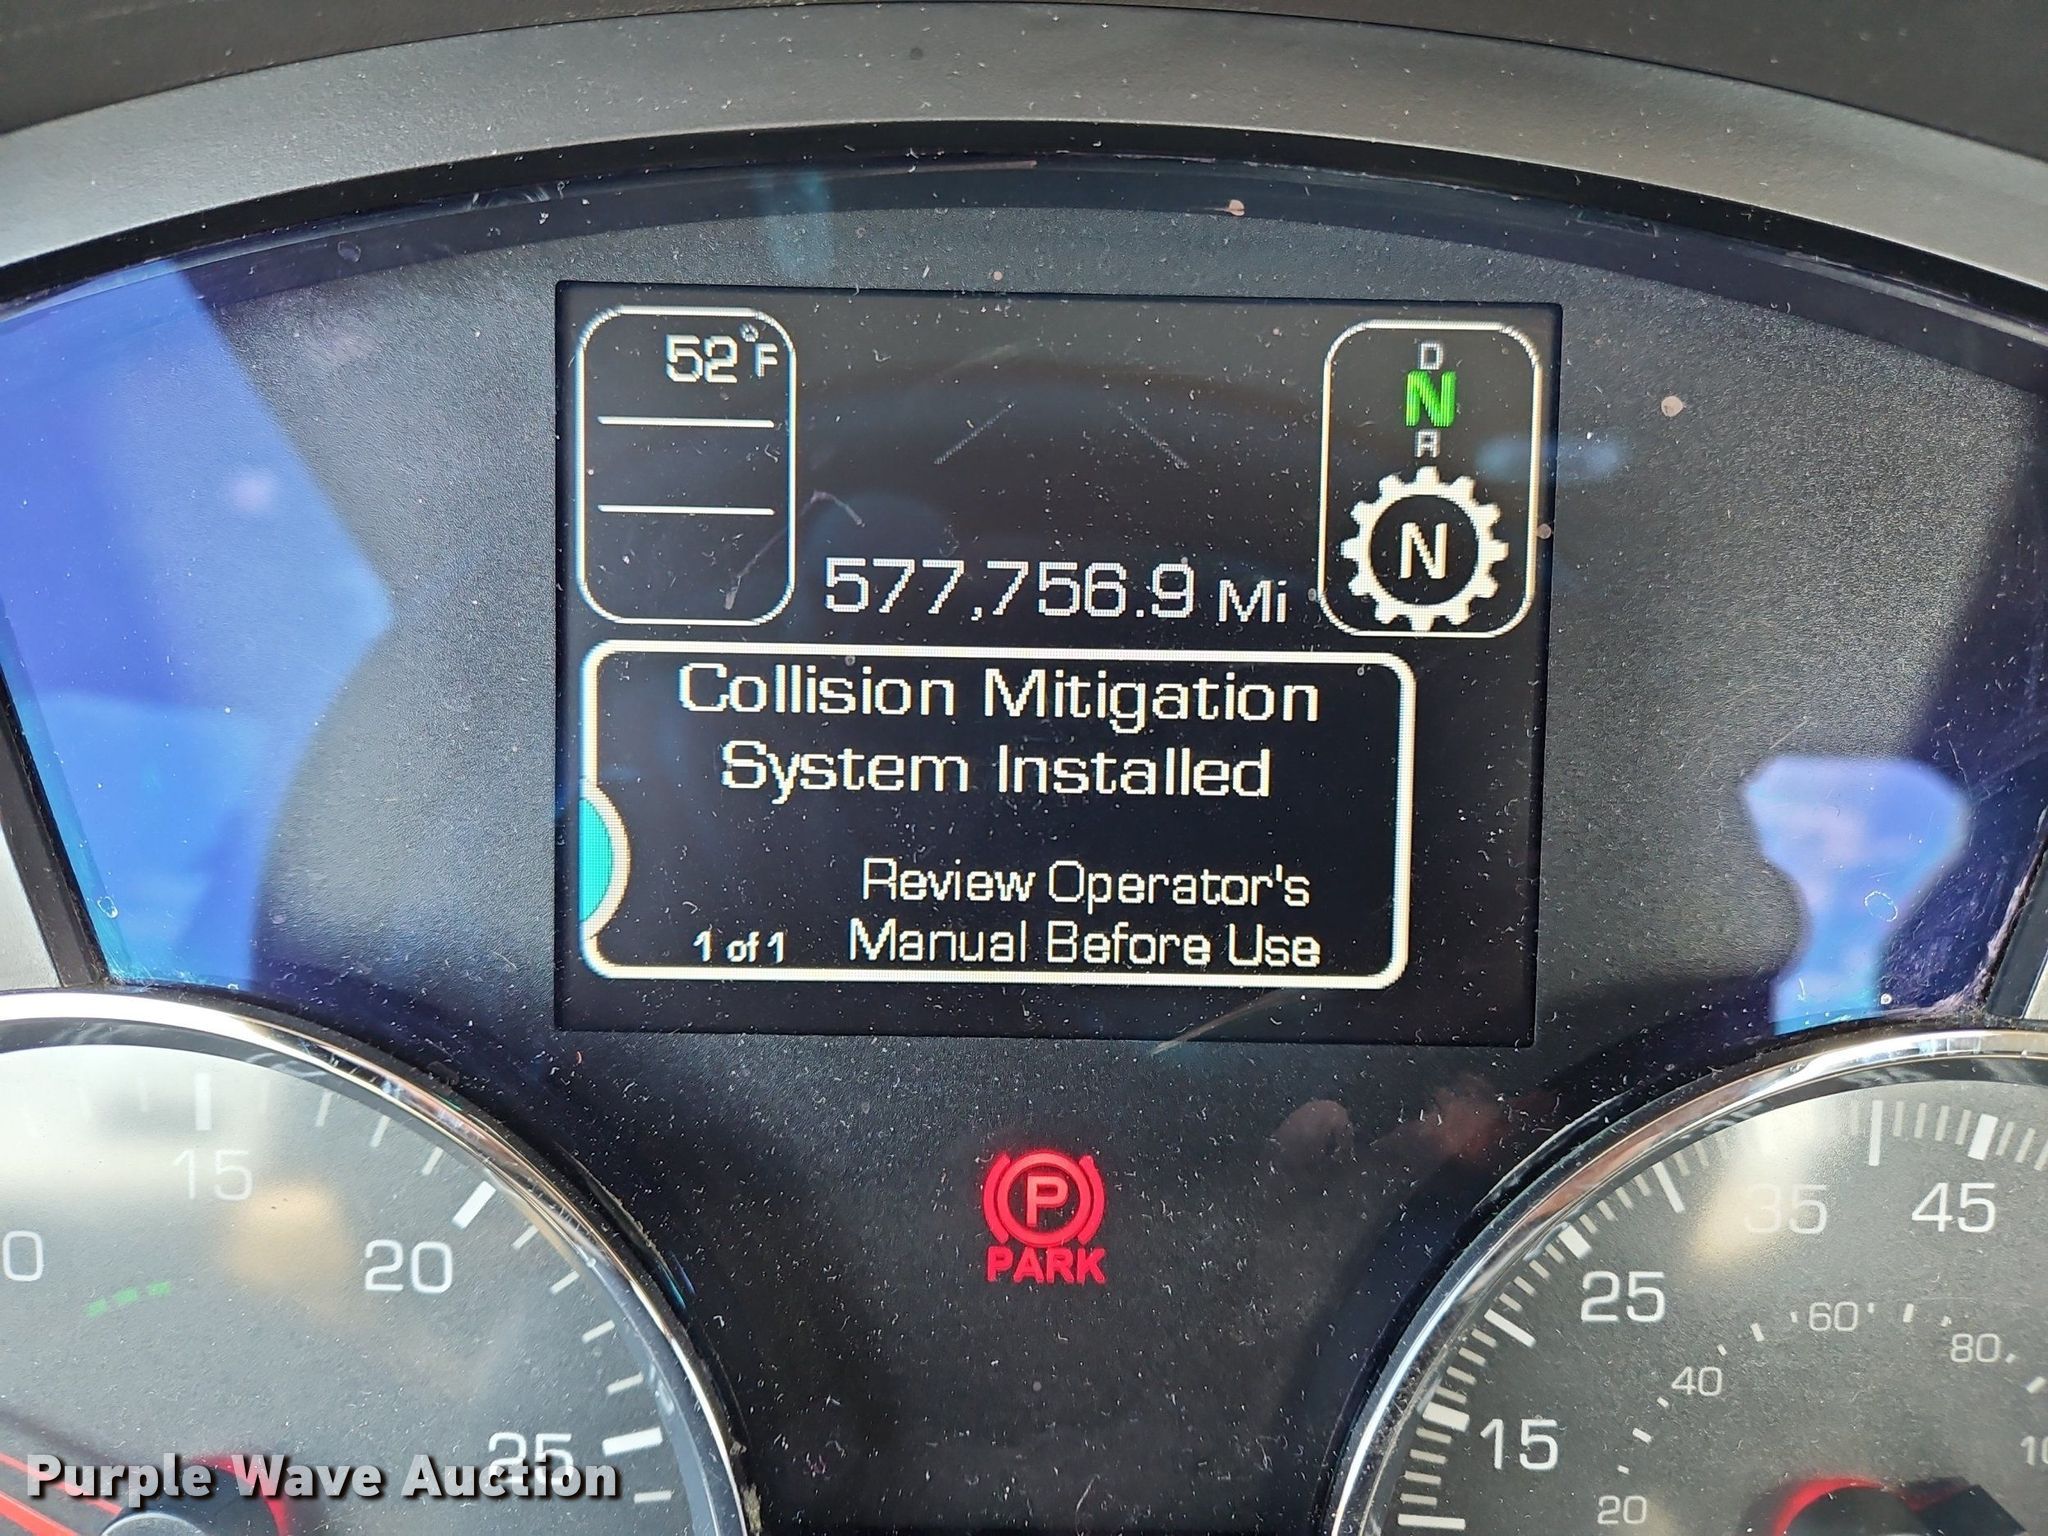 52°F
D
N
R
N
577,756.9 Mi
Collision Mitigation
System Installed
Review Operator's
1 of 1 Manual Before Use
P
PARK
15
20
25
35
45
25
15
60
80
40
20
Purple Wave Auction